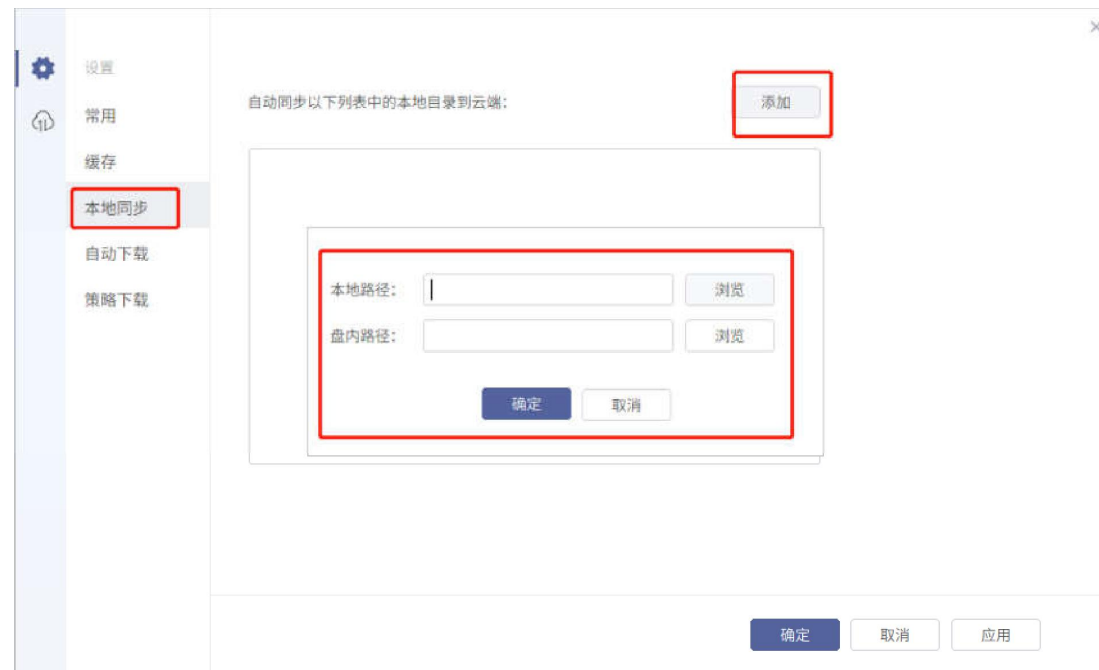 设置
常用
缓存
本地同步
自动下载
策略下载
自动同步以下列表中的本地目录到云端：
添加
本地路径：
浏览
盘内路径：
浏览
确定
取消
确定
取消
应用